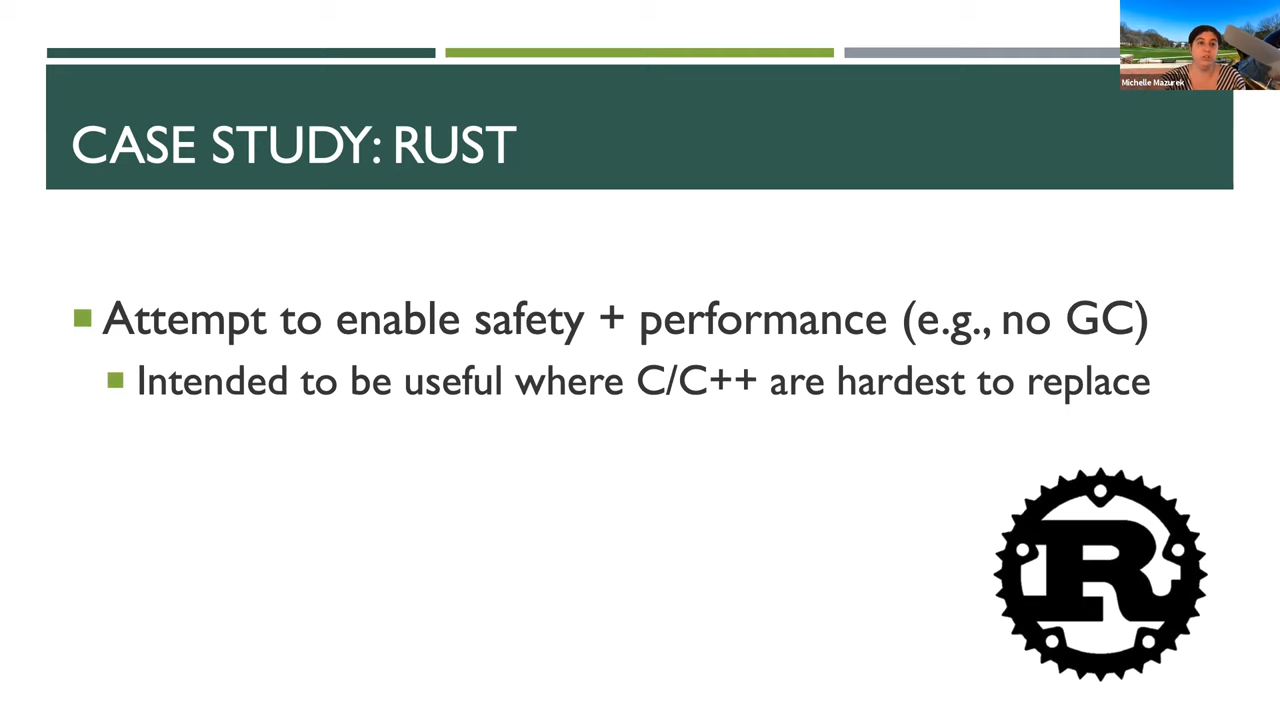 Michelle Mazurek
CASE STUDY: RUST
Attempt to enable safety + performance (e.g., no GC)
Intended to be useful where C/C++ are hardest to replace
R